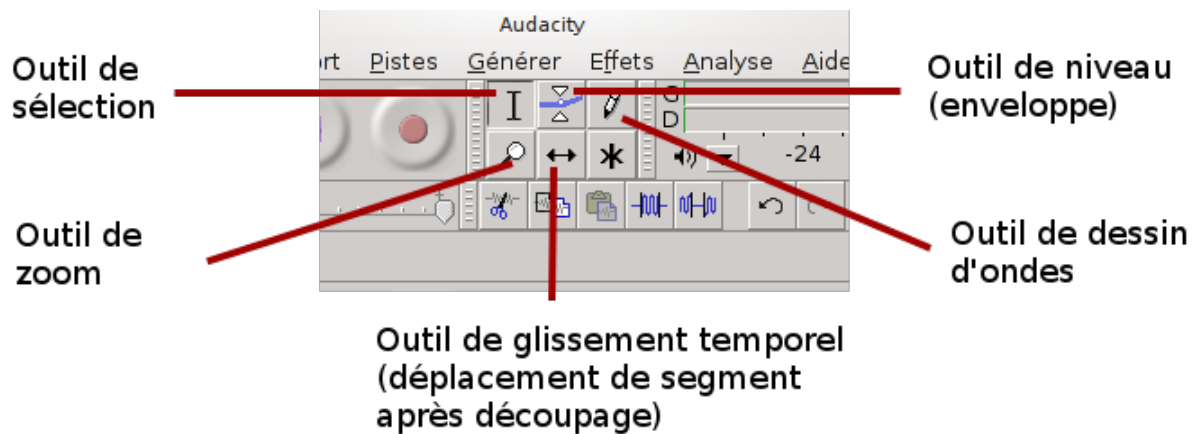 Audacity
rt Pistes Générer Effets Analyse Aide
Outil de
sélection
Outil de niveau
(enveloppe)
G
D
-24
Outil de
zoom
Outil de dessin
d'ondes
Outil de glissement temporel
(déplacement de segment
après découpage)